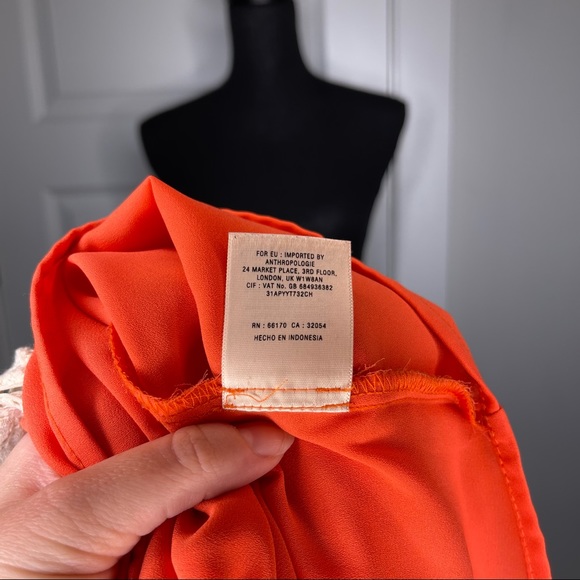 FOR EU : IMPORTED BY
ANTHROPOLOGIE
24 MARKET PLACE, 3RD FLOOR,
LONDON, UK W1W8AN
CIF : VAT No. GB 684938382
31APYYT732CH
RN : 66170 CA : 32054
HECHO EN INDONESIA